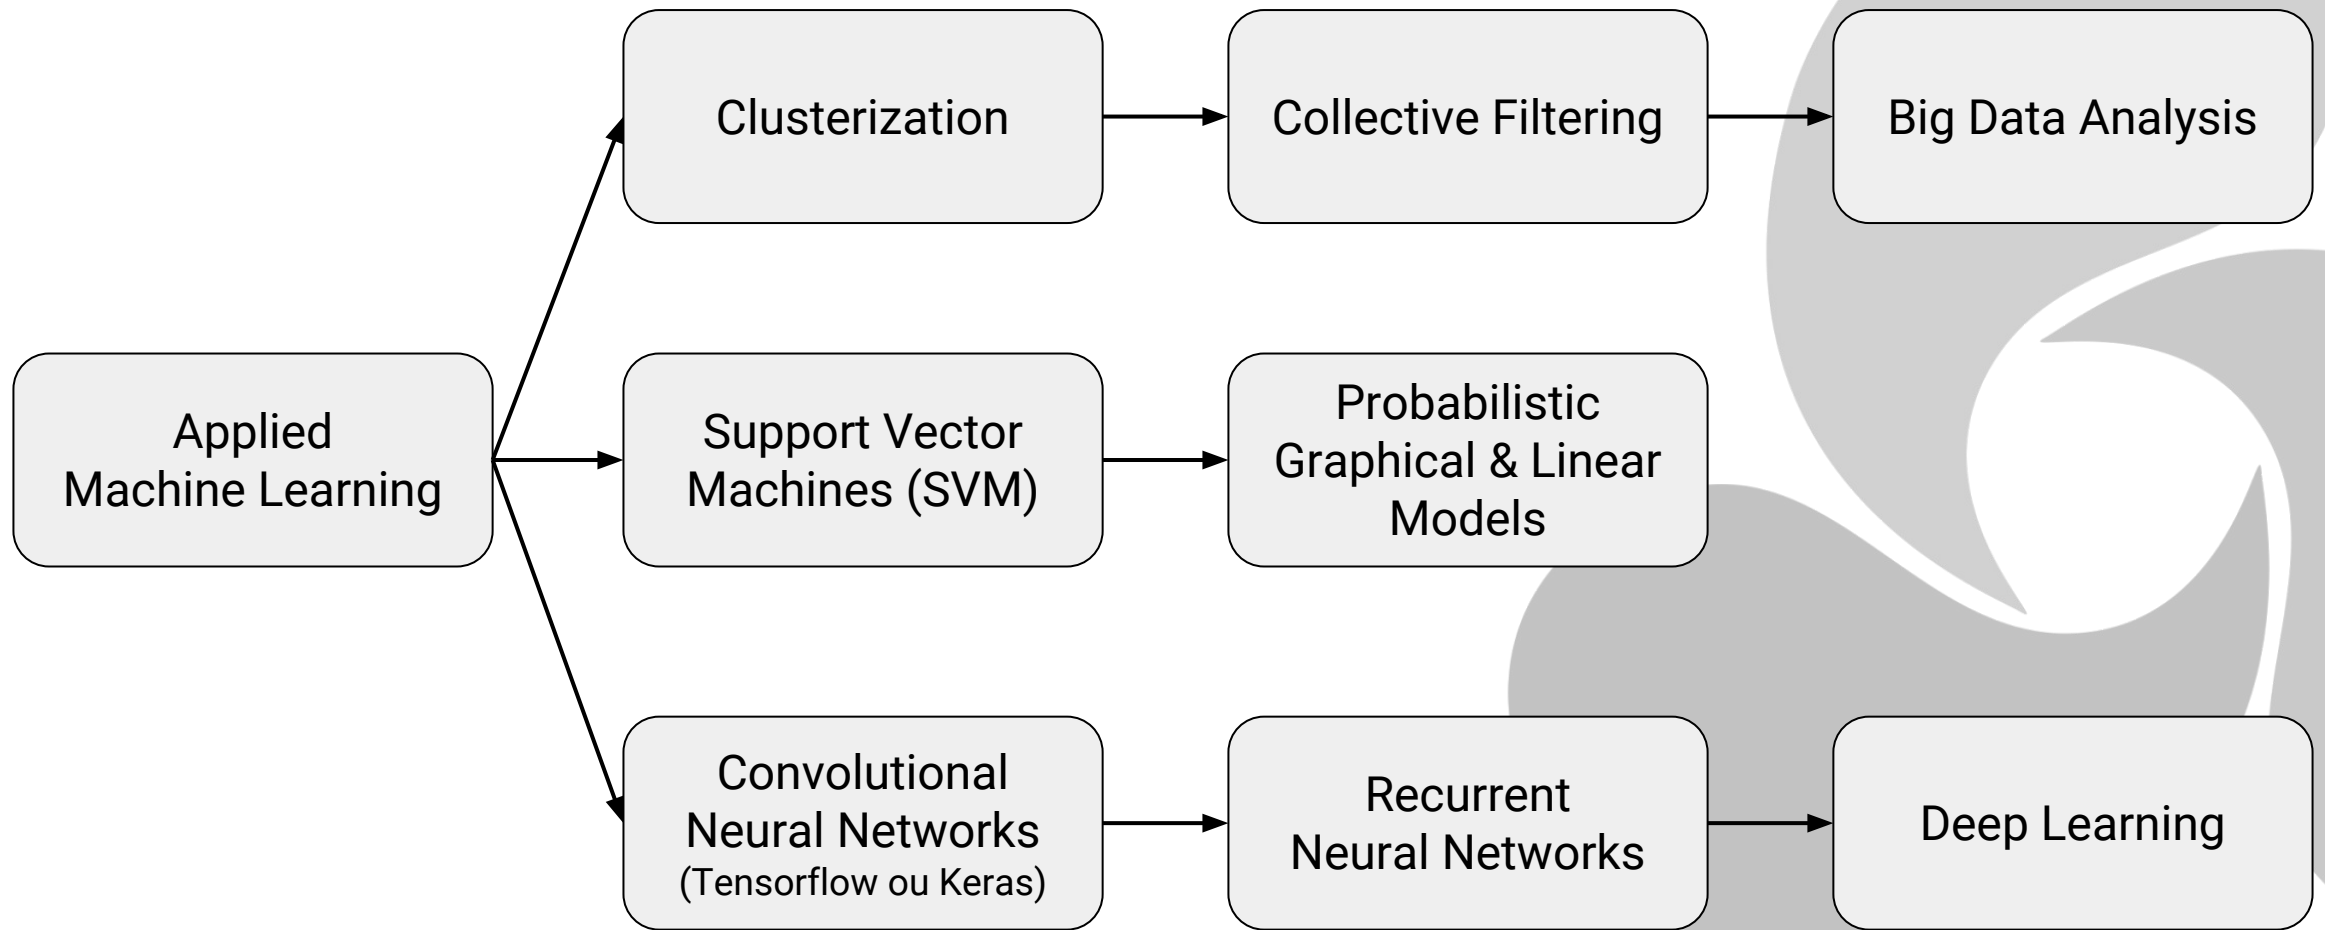 Clusterization
Collective Filtering
Big Data Analysis
Applied
Machine Learning
Support Vector
Machines (SVM)
Probabilistic
Graphical & Linear
Models
Convolutional
Neural Networks
(Tensorflow ou Keras)
Recurrent
Neural Networks
Deep Learning